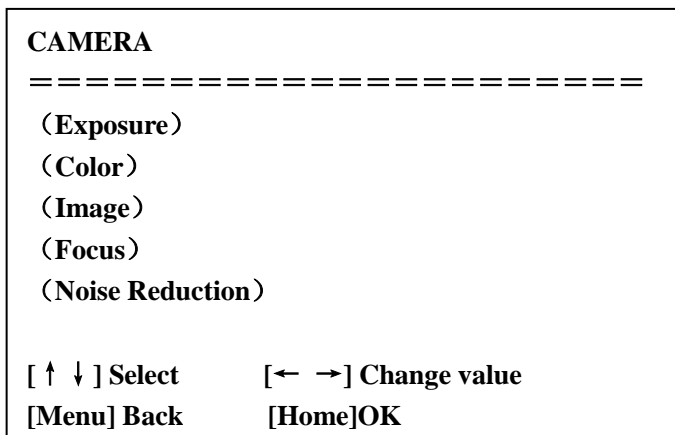 CAMERA
======================
（Exposure）
（Color）
（Image）
（Focus）
（Noise Reduction）
[↑ ↓] Select [← →] Change value
[Menu] Back [Home]OK